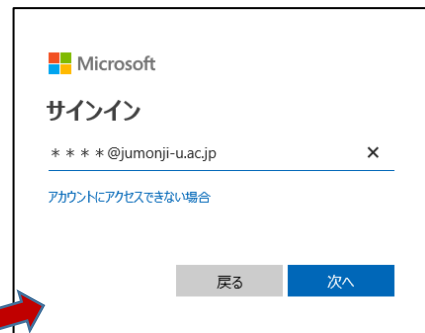 Microsoft
サインイン
＊＊＊＊@jumonji-u.ac.jp ×
アカウントにアクセスできない場合
戻る 次へ